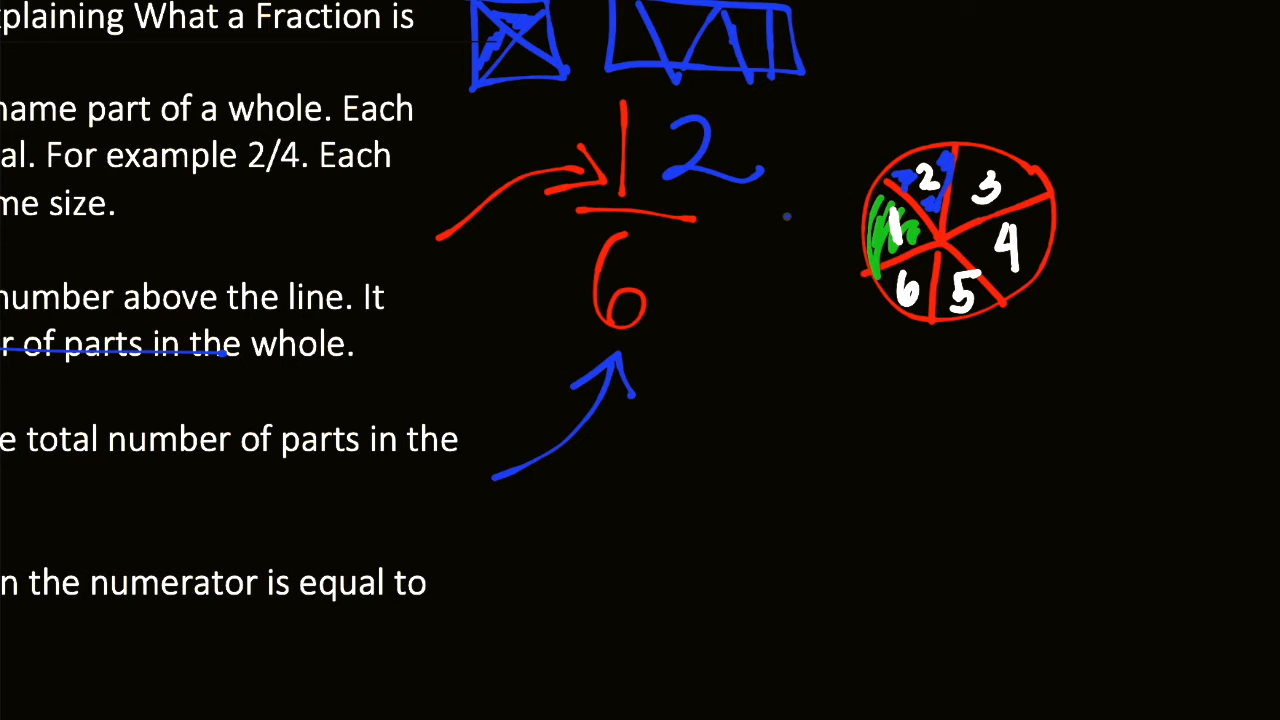 xplaining What a Fraction is
name part of a whole. Each
al. For example 2/4. Each
me size.
number above the line. It
r of parts in the whole.
e total number of parts in the
n the numerator is equal to
1 2
6
2 3
1 4
6 5